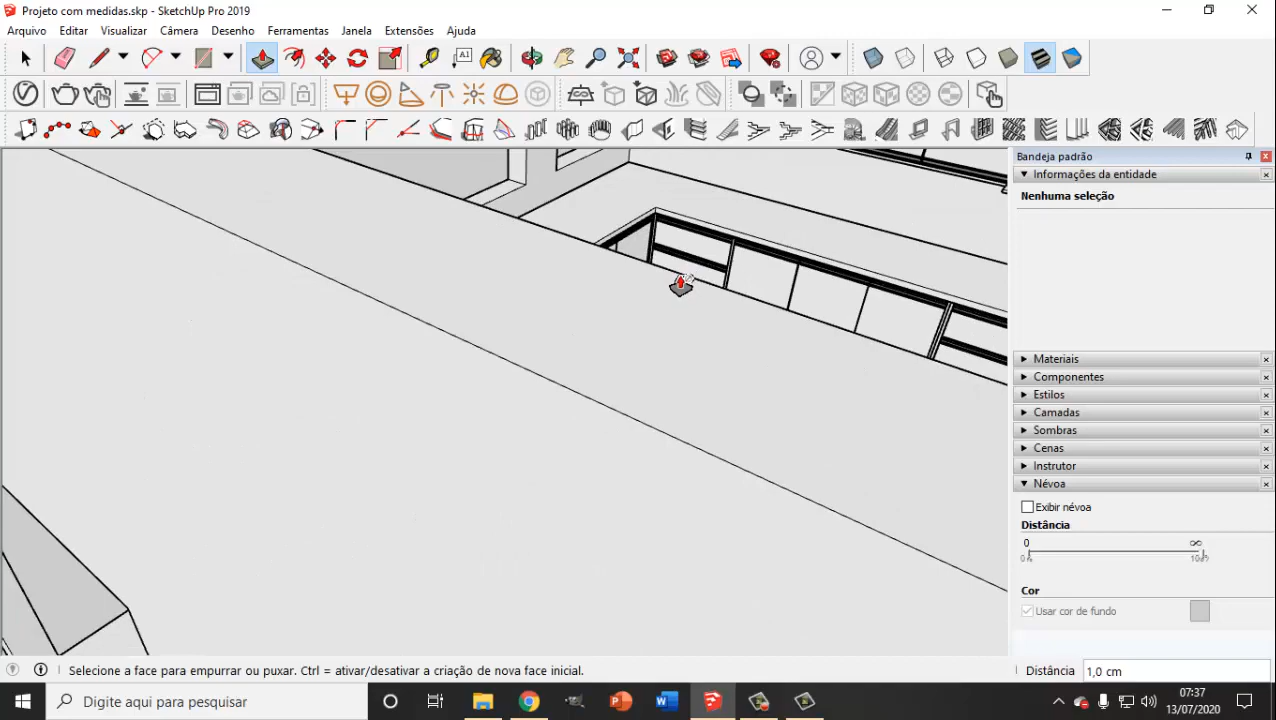 Projeto com medidas.skp - SketchUp Pro 2019
Arquivo Editar Visualizar Câmera Desenho Ferramentas Janela Extensões Ajuda
A1
Bandeja padrão
Informações da entidade
Nenhuma seleção
Materiais
Componentes
Estilos
Camadas
Sombras
Cenas
Instrutor
Névoa
Exibir névoa
Distância
0 ∞
Cor
Usar cor de fundo
Selecione a face para empurrar ou puxar. Ctrl = ativar/desativar a criação de nova face inicial.
Distância 1,0 cm
Digite aqui para pesquisar
07:37
13/07/2020